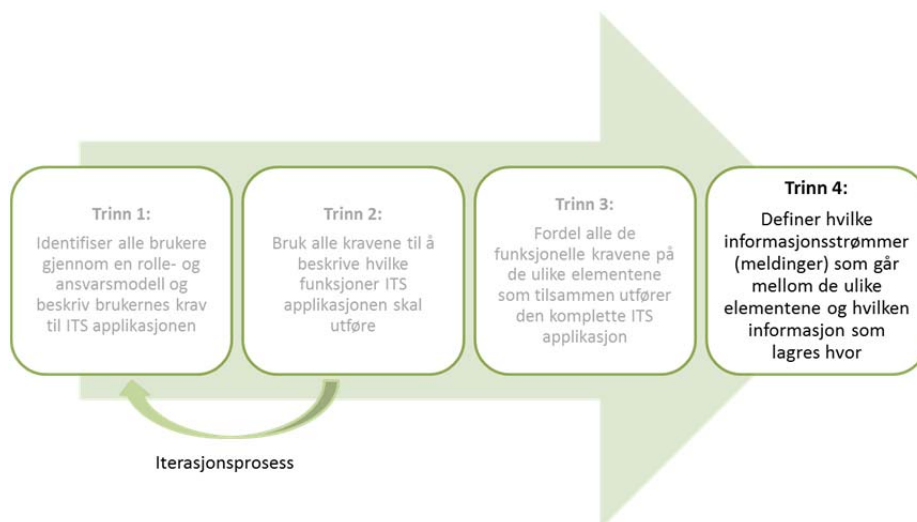 Trinn 1:
Identifiser alle brukere
gjennom en rolle- og
ansvarsmodell og
beskriv brukernes krav
til ITS applikasjonen
Trinn 2:
Bruk alle kravene til å
beskrive hvilke
funksjoner ITS
applikasjonen skal
utføre
Trinn 3:
Fordel alle de
funksjonelle kravene på
de ulike elementene
som tilsammen utfører
den komplette ITS
applikasjon
Trinn 4:
Definer hvilke
informasjonsstrømmer
(meldinger) som går
mellom de ulike
elementene og hvilken
informasjon som
lagres hvor
Iterasjonsprosess